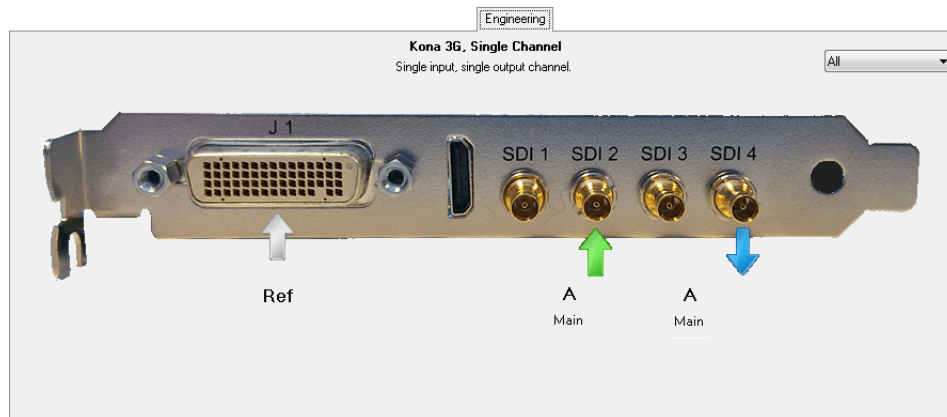 Engineering
Kona 3G, Single Channel
Single input, single output channel.
All
J 1
SDI 1 SDI 2 SDI 3 SDI 4
Ref
A A
Main Main